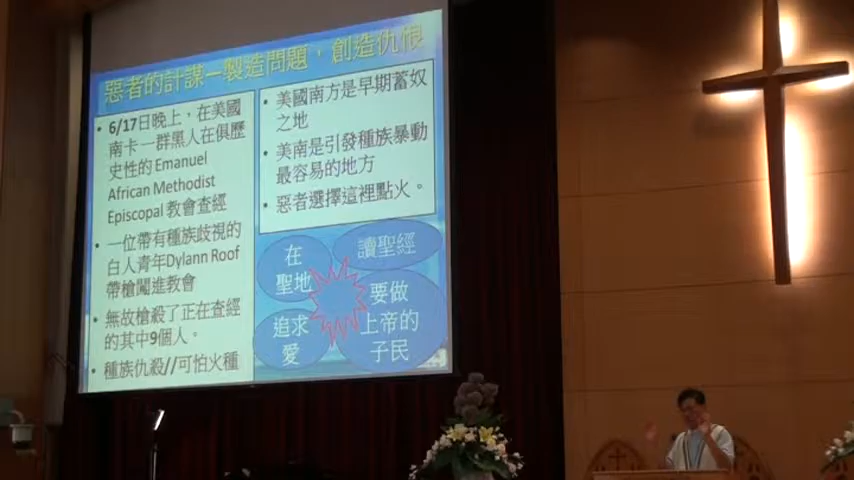 惡者的計謀—製造問題，創造仇恨
• 6/17日晚上，在美國
南卡一群黑人在俱歷
史性的 Emanuel
African Methodist
Episcopal 教會查經
• 一位帶有種族歧視的
白人青年Dylann Roof
帶槍闖進教會
• 無故槍殺了正在查經
的其中9個人。
• 種族仇殺//可怕火種
• 美國南方是早期蓄奴
之地
• 美南是引發種族暴動
最容易的地方
• 惡者選擇這裡點火。
在
聖地
讀聖經
追求
愛
要做
上帝的
子民